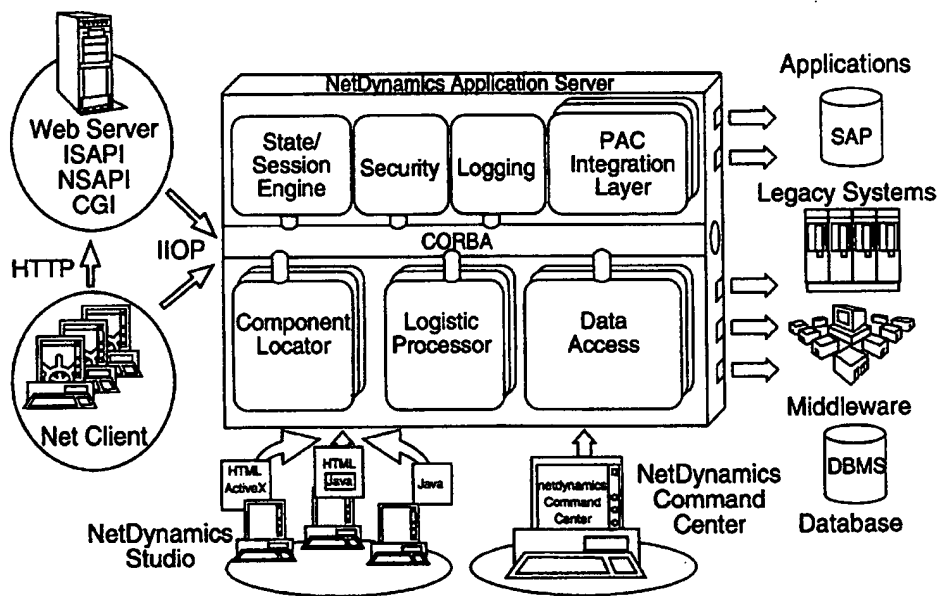 NetDynamics Application Server
Web Server
ISAPI
NSAPI
CGI
HTTP
IIOP
Net Client
State/
Session
Engine
Security
Logging
PAC
Integration
Layer
CORBA
Component
Locator
Logistic
Processor
Data
Access
Applications
SAP
Legacy Systems
Middleware
DBMS
Database
HTML
ActiveX
HTML
Java
Java
NetDynamics
Studio
netdynamics
Command
Center
NetDynamics
Command
Center